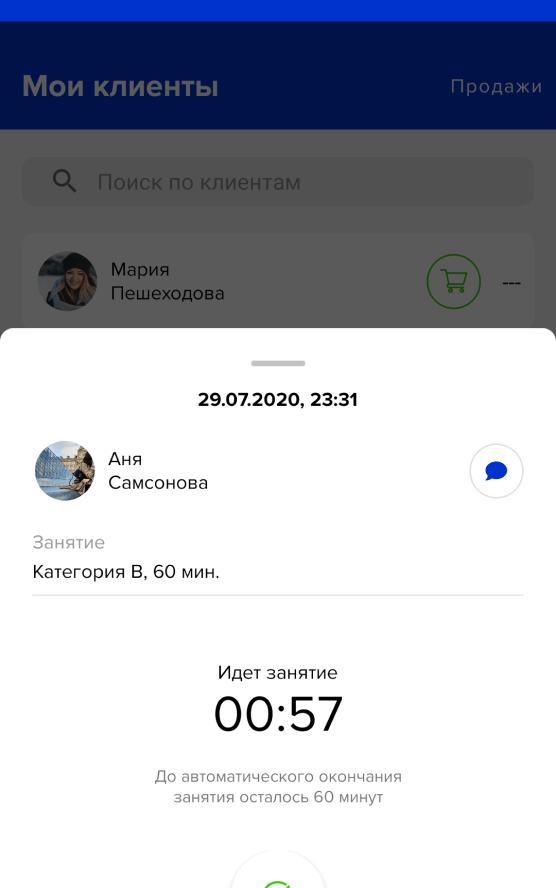 Мои клиенты
Продажи
Поиск по клиентам
Мария
Пешеходова
---
29.07.2020, 23:31
Аня
Самсонова
Занятие
Категория B, 60 мин.
Идет занятие
00:57
До автоматического окончания
занятия осталось 60 минут